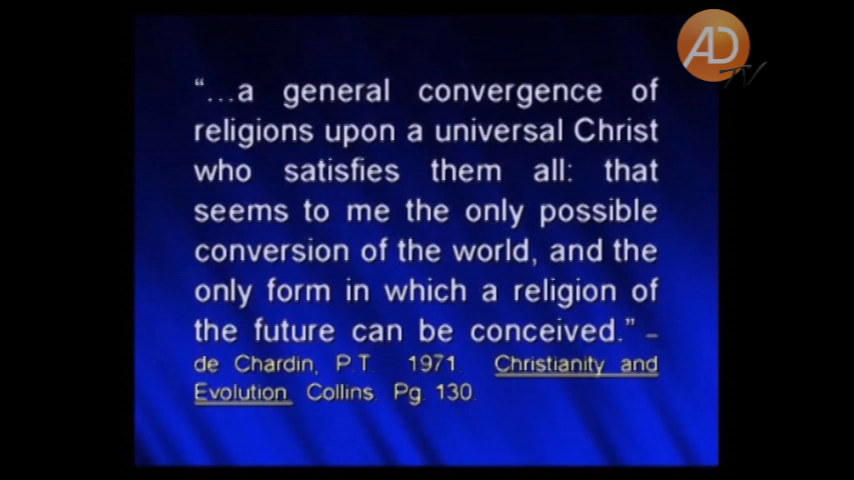 AD
TV
“...a general convergence of
religions upon a universal Christ
who satisfies them all: that
seems to me the only possible
conversion of the world, and the
only form in which a religion of
the future can be conceived.” –
de Chardin, P.T. 1971. Christianity and
Evolution. Collins. Pg. 130.